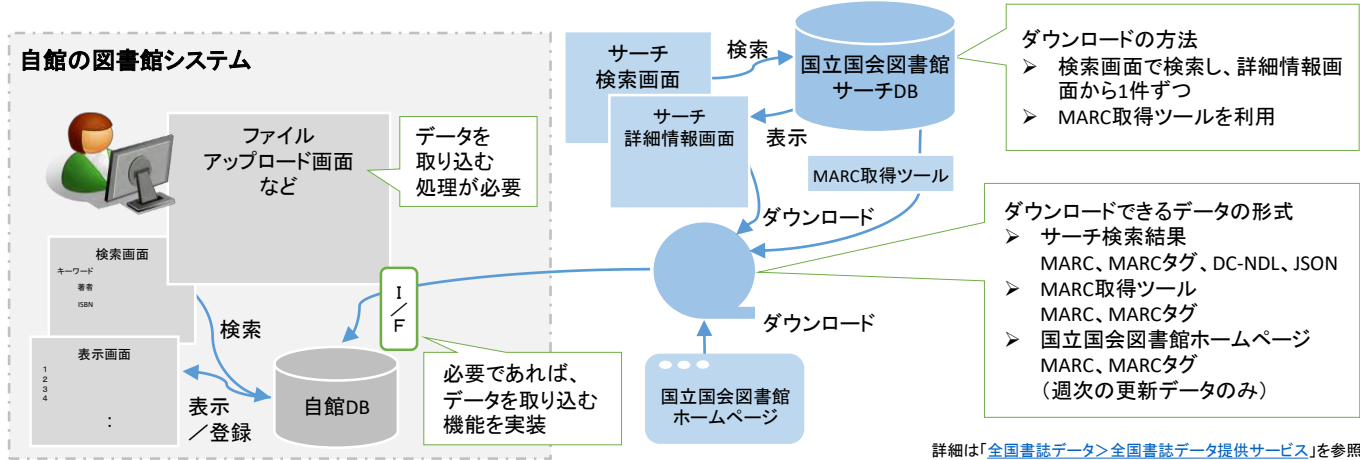 自館の図書館システム
ファイル
アップロード画面
など
データを
取り込む
処理が必要
検索画面
キーワード
著者
ISBN
検索
表示画面
1
2
3
4
：
表示
／登録
自館DB
I
／
F
必要であれば、
データを取り込む
機能を実装
サーチ
検索画面
検索
国立国会図書館
サーチDB
サーチ
詳細情報画面
表示
MARC取得ツール
ダウンロード
ダウンロード
国立国会図書館
ホームページ
ダウンロードの方法
➢ 検索画面で検索し、詳細情報画
面から1件ずつ
➢ MARC取得ツールを利用
ダウンロードできるデータの形式
➢ サーチ検索結果
MARC、MARCタグ、DC-NDL、JSON
➢ MARC取得ツール
MARC、MARCタグ
➢ 国立国会図書館ホームページ
MARC、MARCタグ
（週次の更新データのみ）
詳細は「全国書誌データ＞全国書誌データ提供サービス」を参照